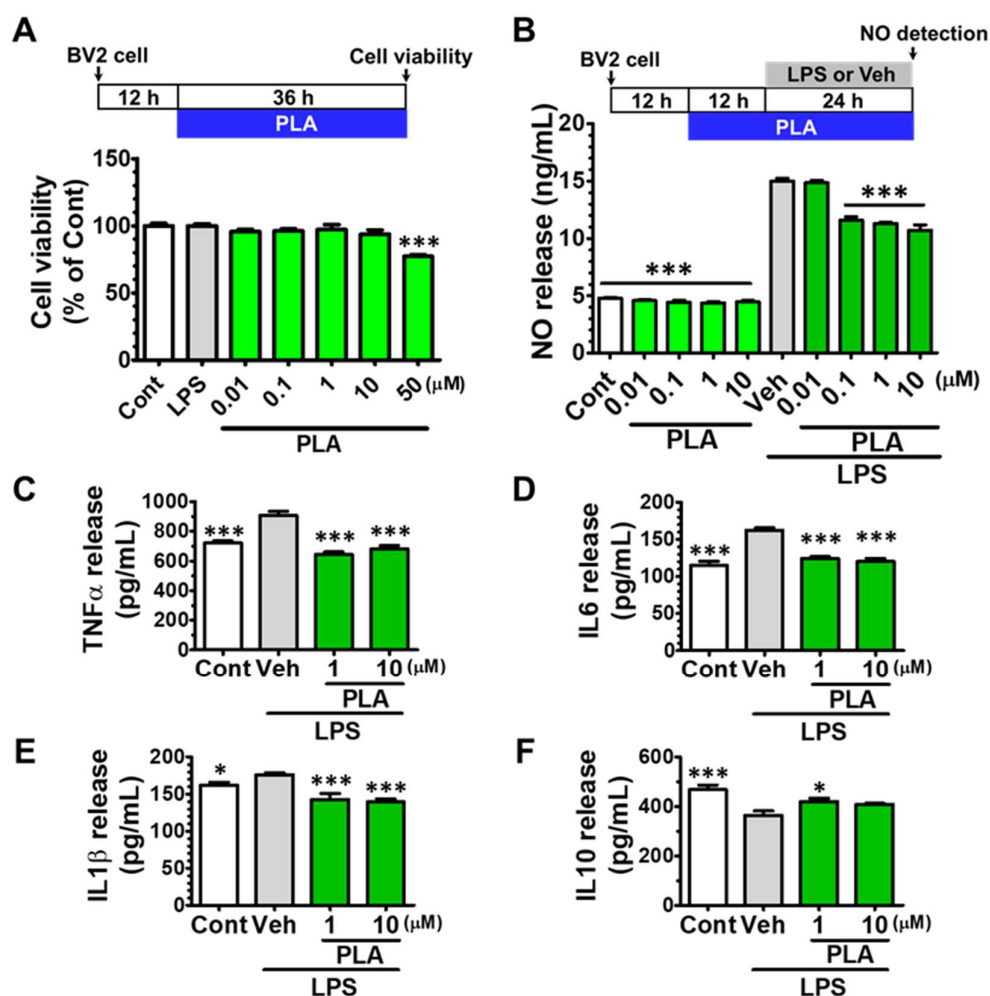 A
BV2 cell
Cell viability
12 h
36 h
PLA
Cell viability
(% of Cont)
150
100
50
0
***
Cont
LPS
0.01
0.1
1
10
50
(μM)
PLA
B
NO detection
BV2 cell
LPS or Veh
12 h
12 h
24 h
PLA
NO release (ng/mL)
20
15
10
5
0
***
***
Cont
0.01
0.1
1
10
Veh
0.01
0.1
1
10
(μM)
PLA
PLA
LPS
C
TNFα release
(pg/mL)
1000
800
600
400
200
0
***
***
***
Cont Veh 1 10 (μM)
PLA
LPS
D
IL6 release
(pg/mL)
200
150
100
50
0
***
***
***
Cont Veh 1 10 (μM)
PLA
LPS
E
IL1β release
(pg/mL)
200
150
100
50
0
*
***
***
Cont Veh 1 10 (μM)
PLA
LPS
F
IL10 release
(pg/mL)
600
400
200
0
***
*
Cont Veh 1 10 (μM)
PLA
LPS